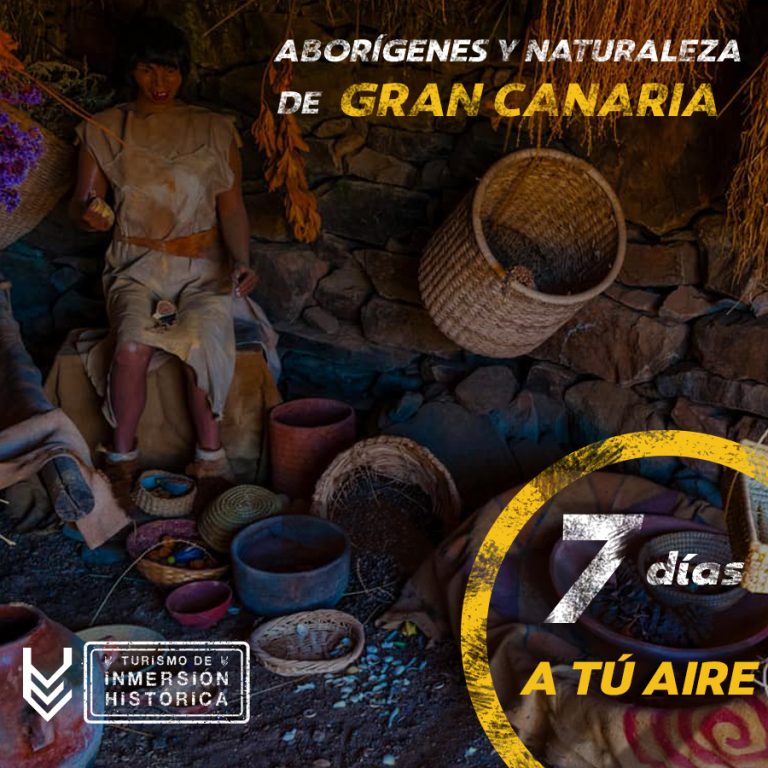 ABORÍGENES Y NATURALEZA
DE GRAN CANARIA
7 días
A TÚ AIRE
TURISMO DE
INMERSIÓN
HISTÓRICA